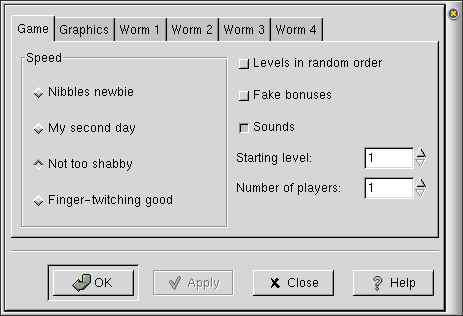 Game Graphics Worm 1 Worm 2 Worm 3 Worm 4
Speed
Nibbles newbie
My second day
Not too shabby
Finger-twitching good
Levels in random order
Fake bonuses
Sounds
Starting level: 1
Number of players: 1
OK Apply Close Help